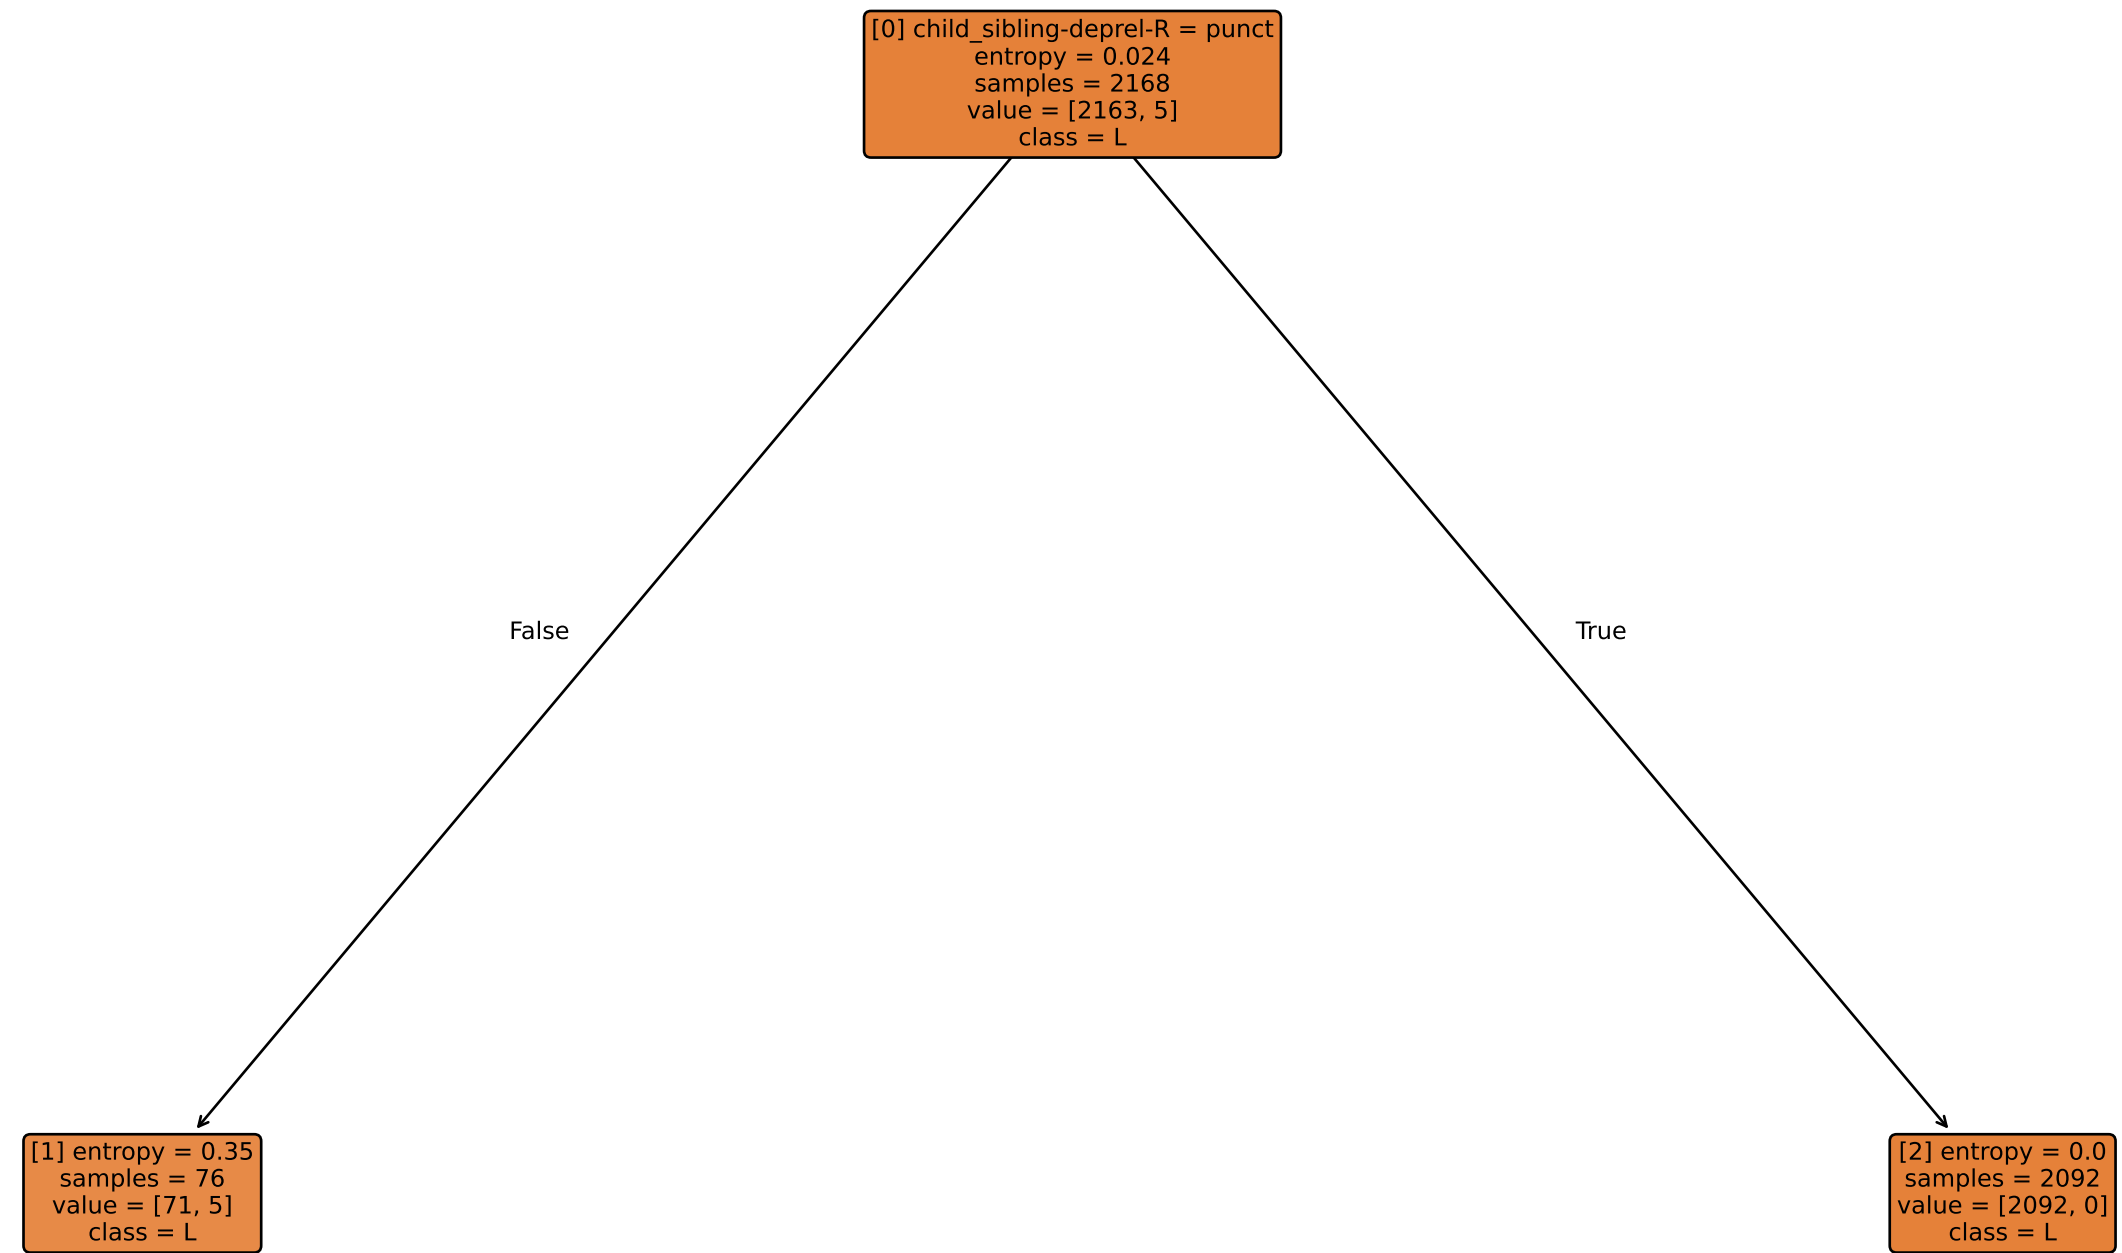 [0] child_sibling-deprel-R = punct
entropy = 0.024
samples = 2168
value = [2163, 5]
class = L
False
True
[1] entropy = 0.35
samples = 76
value = [71, 5]
class = L
[2] entropy = 0.0
samples = 2092
value = [2092, 0]
class = L